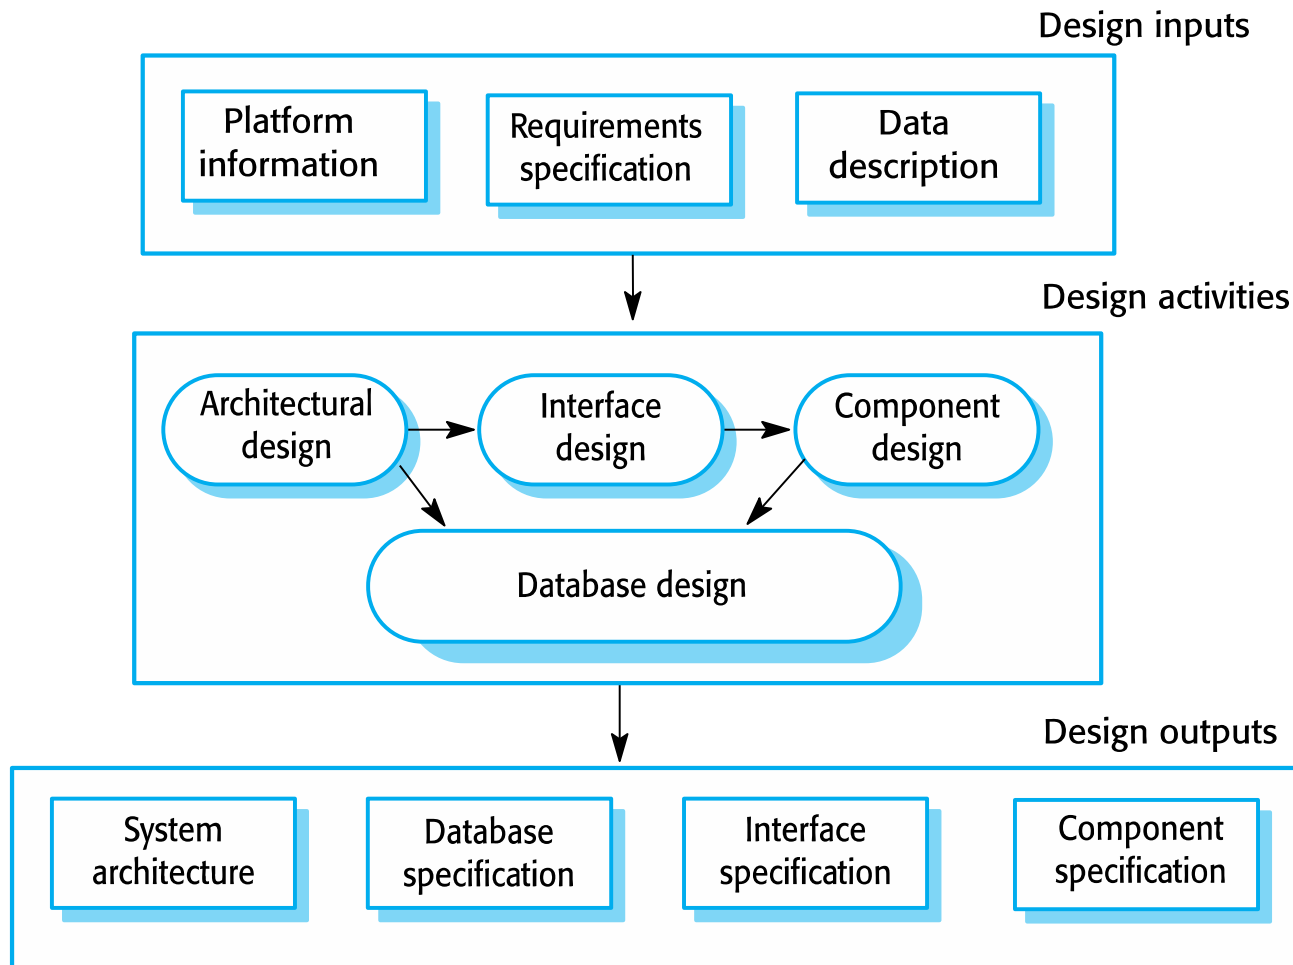 Design inputs
Platform
information
Requirements
specification
Data
description
Design activities
Architectural
design
Interface
design
Component
design
Database design
Design outputs
System
architecture
Database
specification
Interface
specification
Component
specification